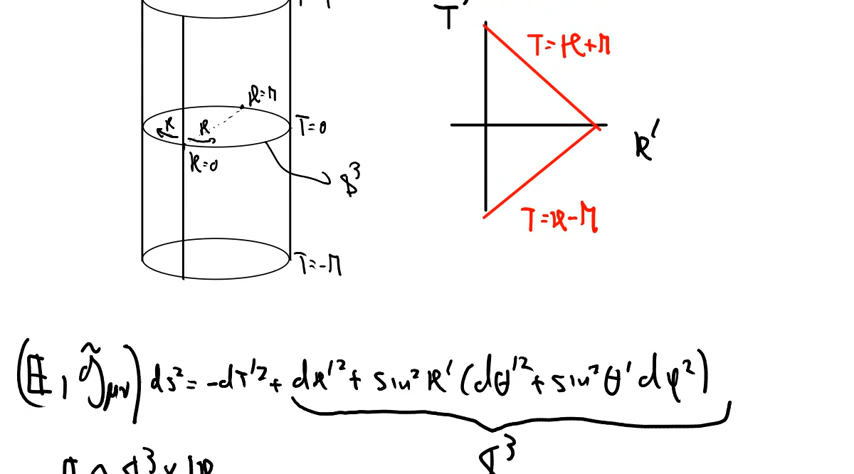 T'
T=R+π
R=π
R
R
T=0
R'
R=0
S³
T=R-π
T=-π
(E, g̃μν) ds² = -dT'² + dR'² + sin² R' (dθ'² + sin² θ' dφ²)
S³